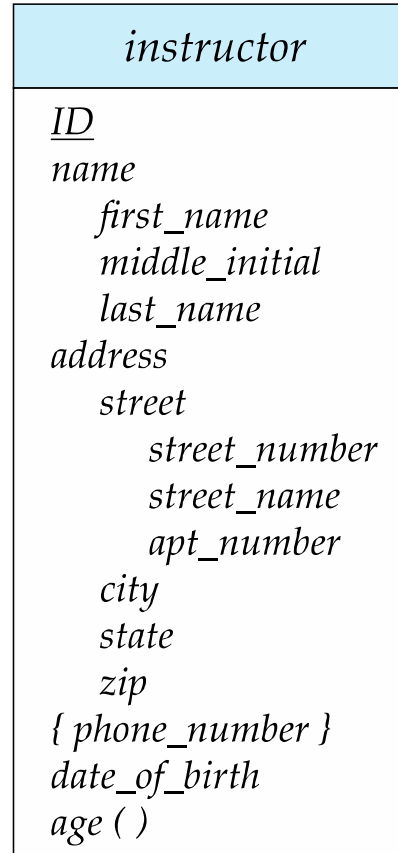 instructor
ID
name
first_name
middle_initial
last_name
address
street
street_number
street_name
apt_number
city
state
zip
{ phone_number }
date_of_birth
age ( )